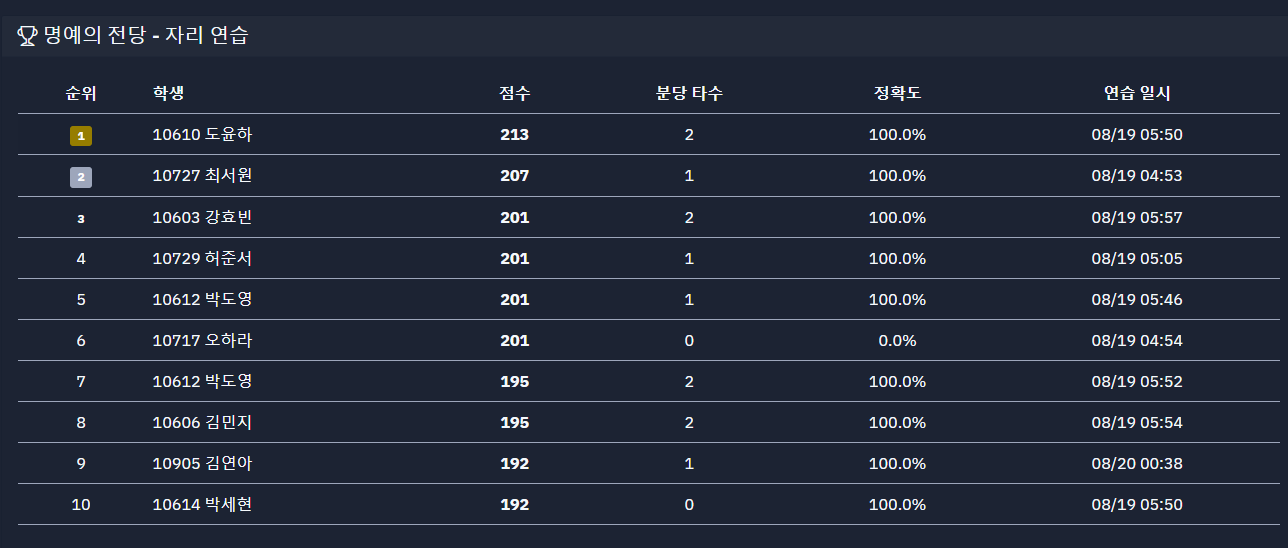 명예의 전당 - 자리 연습
순위 학생 점수 분당 타수 정확도 연습 일시
1 10610 도윤하 213 2 100.0% 08/19 05:50
2 10727 최서원 207 1 100.0% 08/19 04:53
3 10603 강효빈 201 2 100.0% 08/19 05:57
4 10729 허준서 201 1 100.0% 08/19 05:05
5 10612 박도영 201 1 100.0% 08/19 05:46
6 10717 오하라 201 0 0.0% 08/19 04:54
7 10612 박도영 195 2 100.0% 08/19 05:52
8 10606 김민지 195 2 100.0% 08/19 05:54
9 10905 김연아 192 1 100.0% 08/20 00:38
10 10614 박세현 192 0 100.0% 08/19 05:50